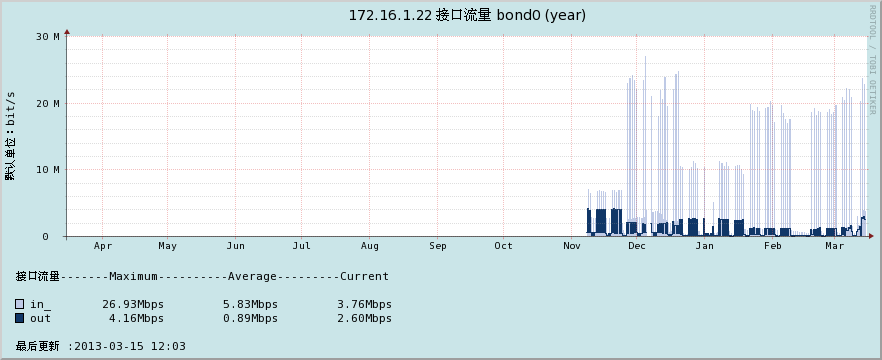 172.16.1.22 接口流量 bond0 (year)
RRDTOOL / TOBI OETIKER
默认单位：bit/s
30 M
20 M
10 M
0
Apr May Jun Jul Aug Sep Oct Nov Dec Jan Feb Mar
接口流量-------Maximum----------Average---------Current
in_ 26.93Mbps 5.83Mbps 3.76Mbps
out 4.16Mbps 0.89Mbps 2.60Mbps
最后更新 :2013-03-15 12:03